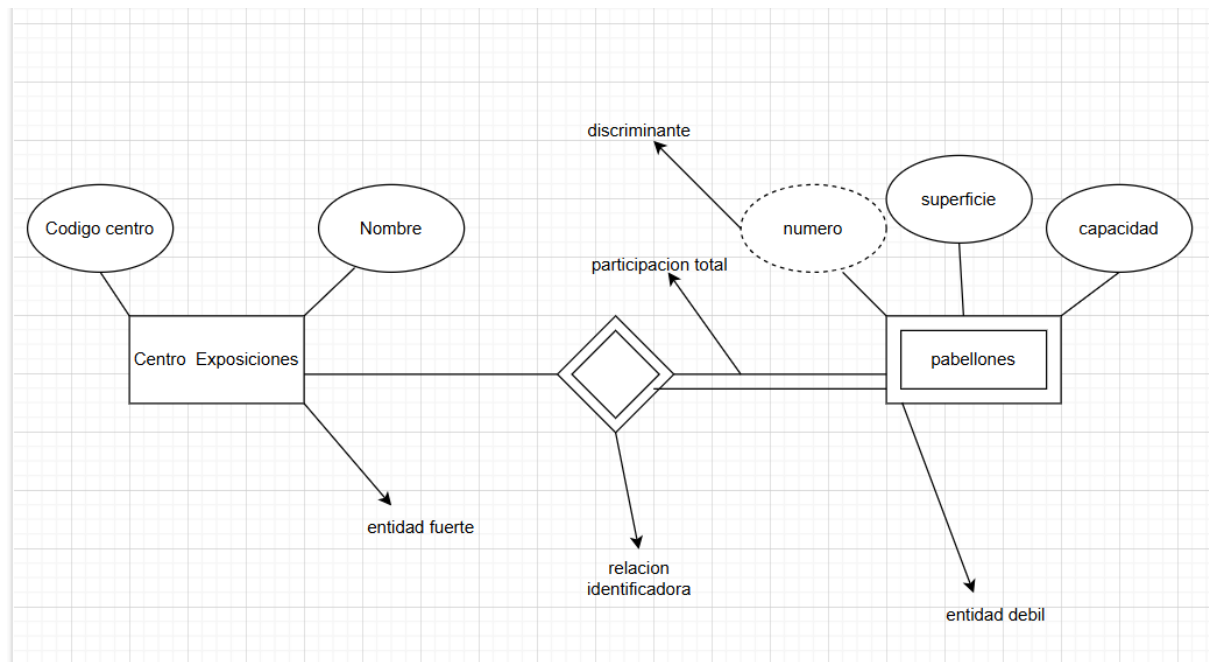 discriminante
superficie
Codigo centro
Nombre
numero
capacidad
participacion total
Centro Exposiciones
pabellones
entidad fuerte
relacion
identificadora
entidad debil